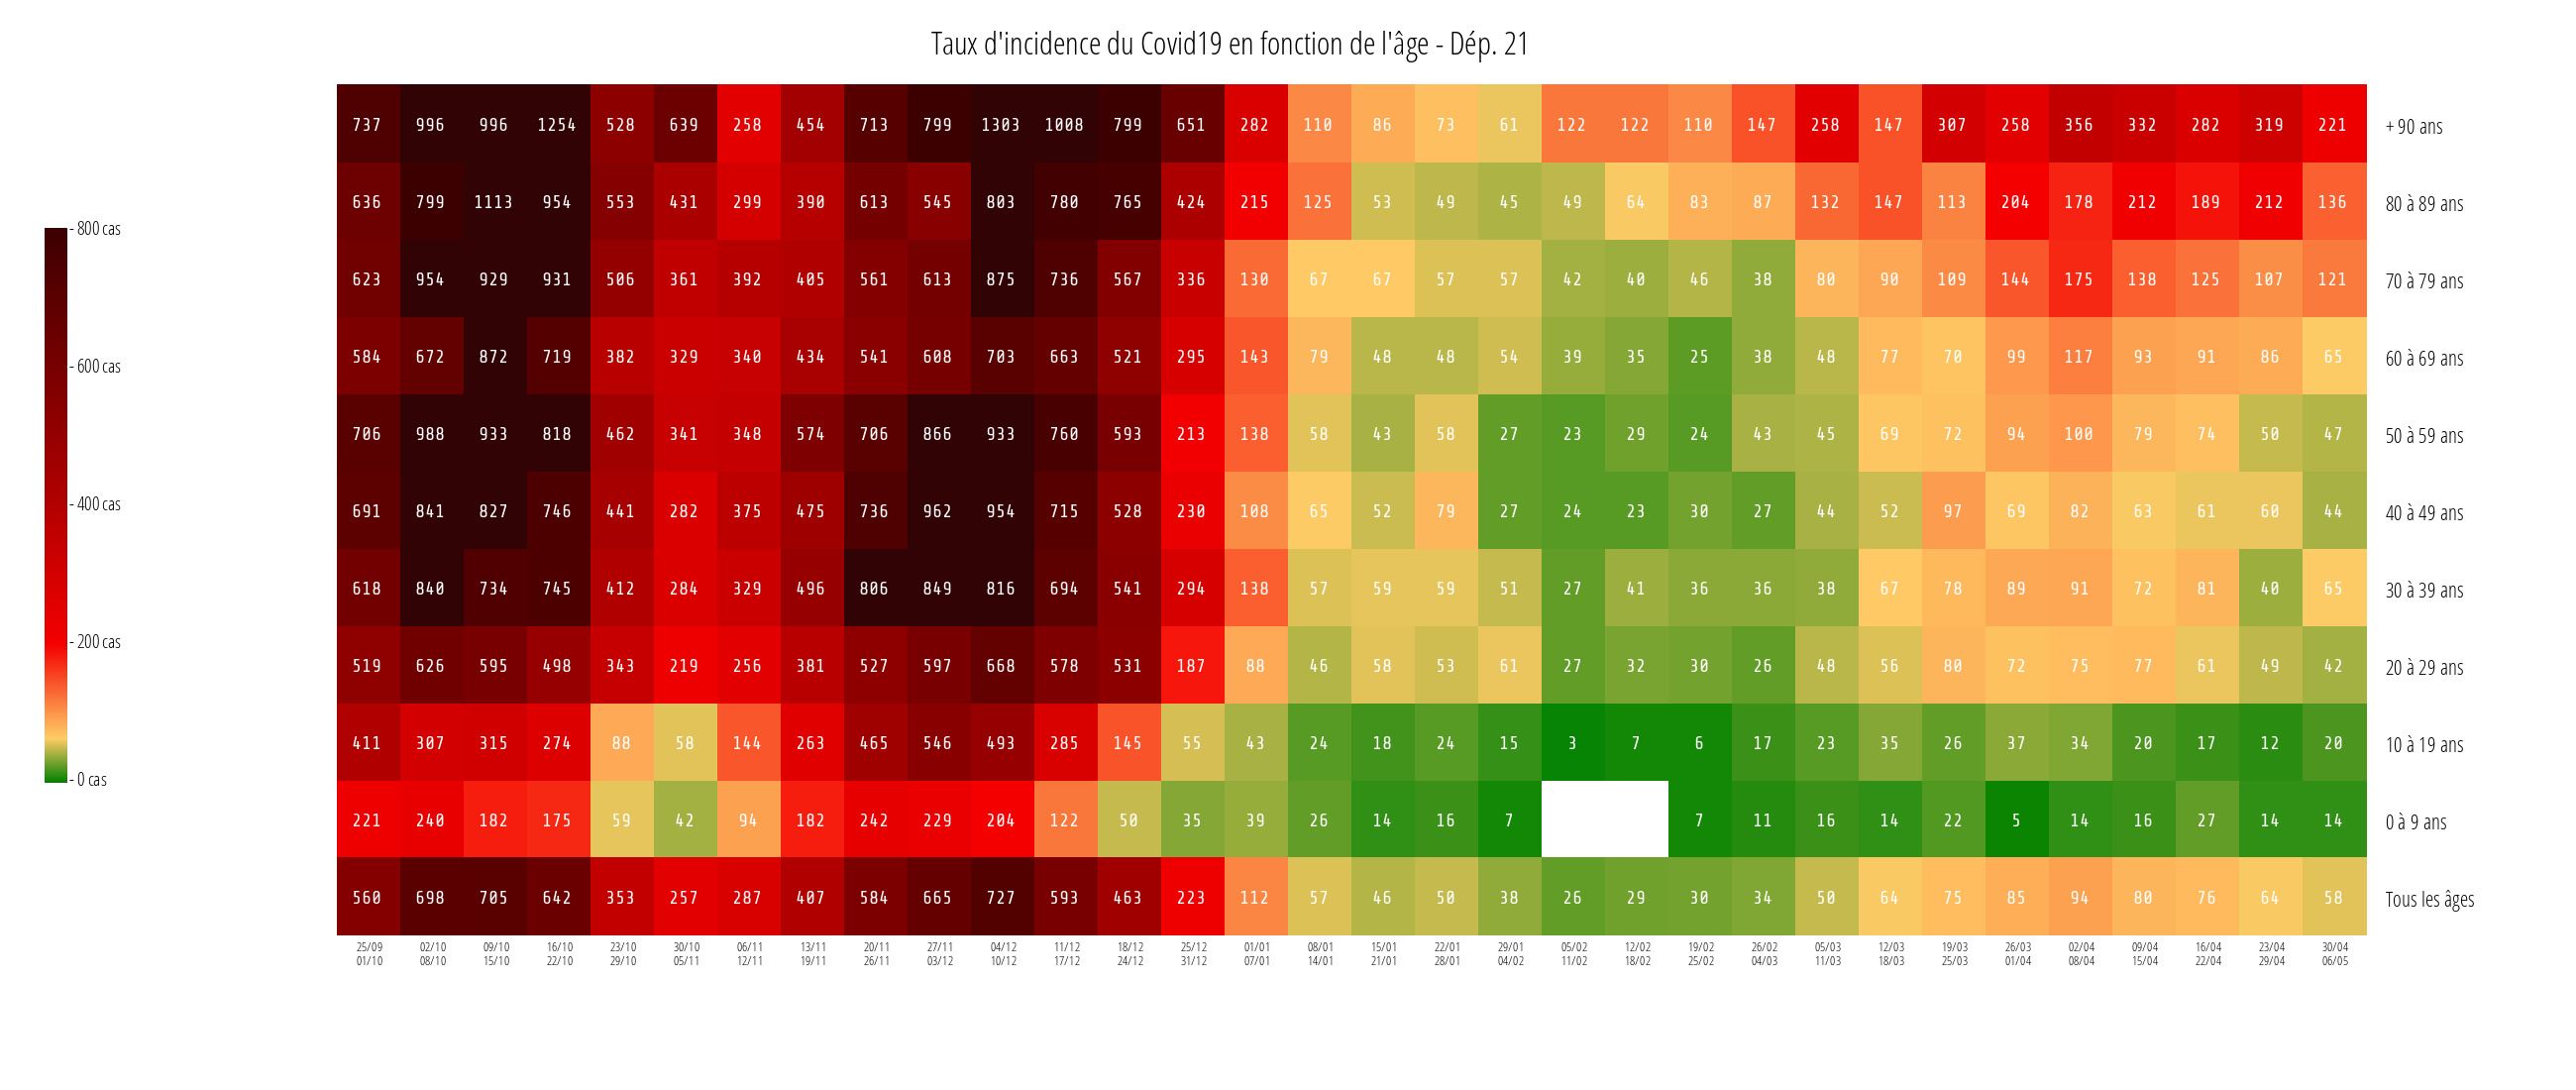 Taux d'incidence du Covid19 en fonction de l'âge - Dép. 21
- 800 cas
- 600 cas
- 400 cas
- 200 cas
- 0 cas
737 996 996 1254 528 639 258 454 713 799 1303 1008 799 651 282 110 86 73 61 122 122 110 147 258 147 307 258 356 332 282 319 221 + 90 ans
636 799 1113 954 553 431 299 390 613 545 803 780 765 424 215 125 53 49 45 49 64 83 87 132 147 113 204 178 212 189 212 136 80 à 89 ans
623 954 929 931 506 361 392 405 561 613 875 736 567 336 130 67 67 57 57 42 40 46 38 80 90 109 144 175 138 125 107 121 70 à 79 ans
584 672 872 719 382 329 340 434 541 608 703 663 521 295 143 79 48 48 54 39 35 25 38 48 77 70 99 117 93 91 86 65 60 à 69 ans
706 988 933 818 462 341 348 574 706 866 933 760 593 213 138 58 43 58 27 23 29 24 43 45 69 72 94 100 79 74 50 47 50 à 59 ans
691 841 827 746 441 282 375 475 736 962 954 715 528 230 108 65 52 79 27 24 23 30 27 44 52 97 69 82 63 61 60 44 40 à 49 ans
618 840 734 745 412 284 329 496 806 849 816 694 541 294 138 57 59 59 51 27 41 36 36 38 67 78 89 91 72 81 40 65 30 à 39 ans
519 626 595 498 343 219 256 381 527 597 668 578 531 187 88 46 58 53 61 27 32 30 26 48 56 80 72 75 77 61 49 42 20 à 29 ans
411 307 315 274 88 58 144 263 465 546 493 285 145 55 43 24 18 24 15 3 7 6 17 23 35 26 37 34 20 17 12 20 10 à 19 ans
221 240 182 175 59 42 94 182 242 229 204 122 50 35 39 26 14 16 7 7 11 16 14 22 5 14 16 27 14 14 0 à 9 ans
560 698 705 642 353 257 287 407 584 665 727 593 463 223 112 57 46 50 38 26 29 30 34 50 64 75 85 94 80 76 64 58 Tous les âges
25/09 02/10 09/10 16/10 23/10 30/10 06/11 13/11 20/11 27/11 04/12 11/12 18/12 25/12 01/01 08/01 15/01 22/01 29/01 05/02 12/02 19/02 26/02 05/03 12/03 19/03 26/03 02/04 09/04 16/04 23/04 30/04
01/10 08/10 15/10 22/10 29/10 05/11 12/11 19/11 26/11 03/12 10/12 17/12 24/12 31/12 07/01 14/01 21/01 28/01 04/02 11/02 18/02 25/02 04/03 11/03 18/03 25/03 01/04 08/04 15/04 22/04 29/04 06/05